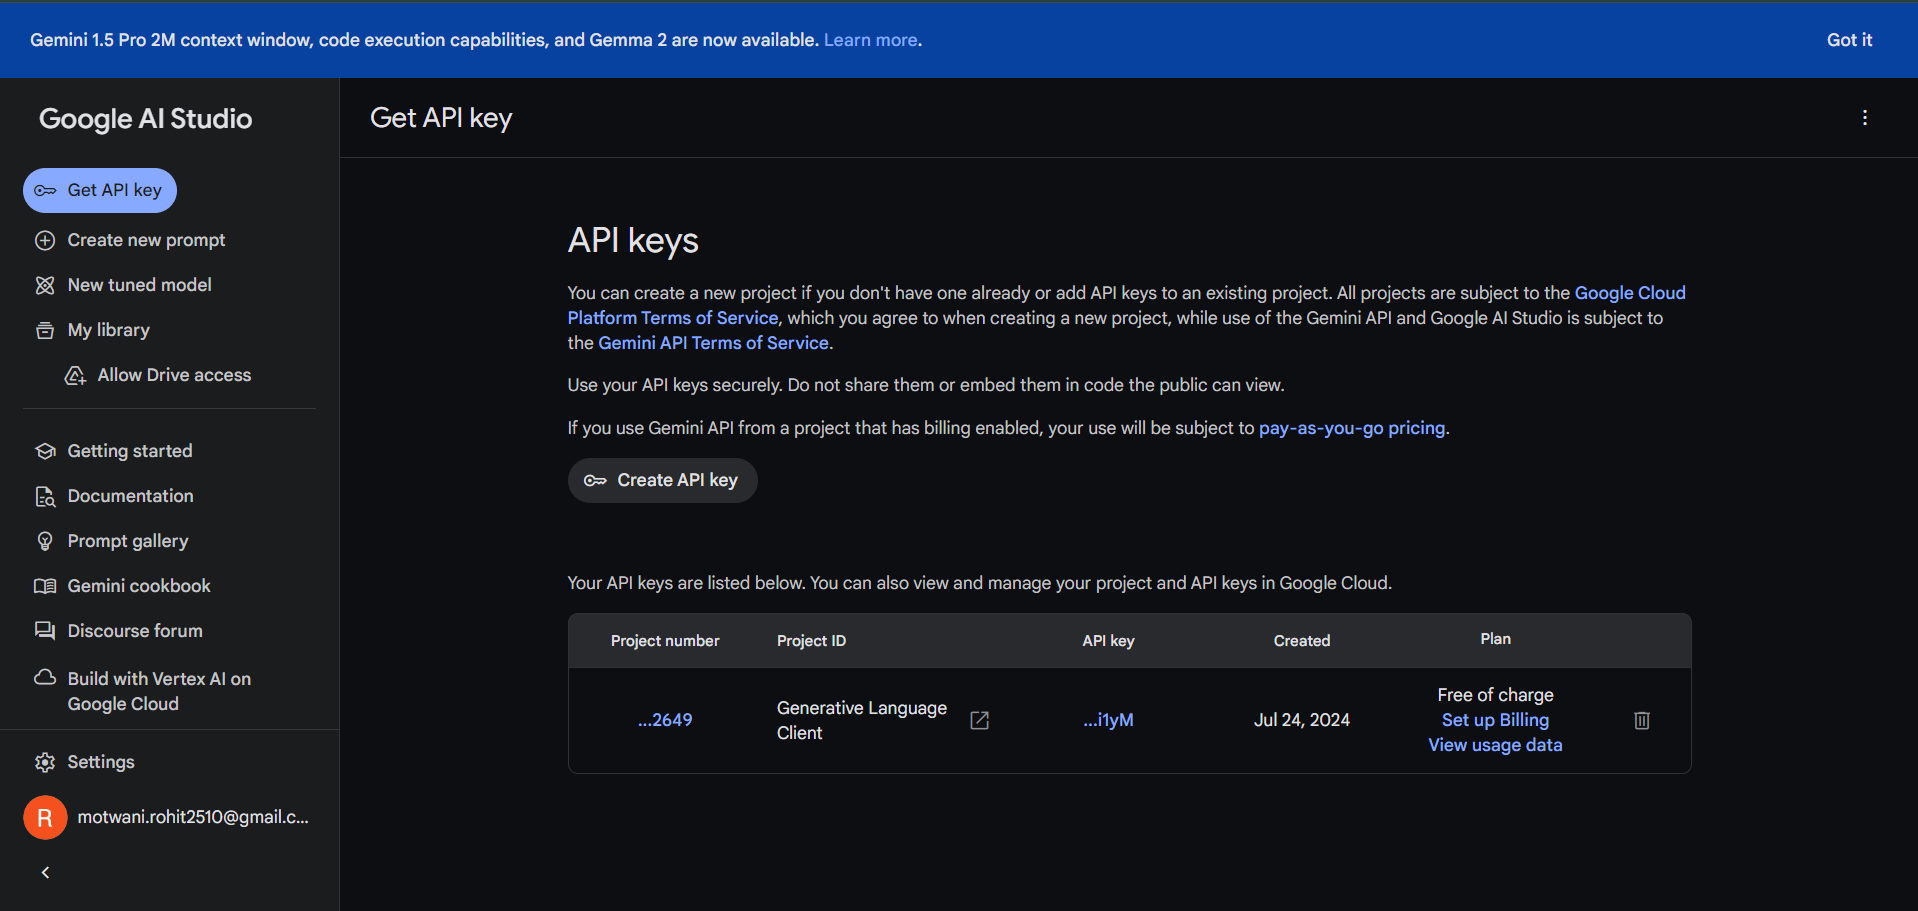 Gemini 1.5 Pro 2M context window, code execution capabilities, and Gemma 2 are now available. Learn more.
Got it
Google AI Studio
Get API key
Create new prompt
New tuned model
My library
Allow Drive access
Getting started
Documentation
Prompt gallery
Gemini cookbook
Discourse forum
Build with Vertex AI on
Google Cloud
Settings
R
motwani.rohit2510@gmail.c...
Get API key
API keys
You can create a new project if you don't have one already or add API keys to an existing project. All projects are subject to the Google Cloud
Platform Terms of Service, which you agree to when creating a new project, while use of the Gemini API and Google AI Studio is subject to
the Gemini API Terms of Service.
Use your API keys securely. Do not share them or embed them in code the public can view.
If you use Gemini API from a project that has billing enabled, your use will be subject to pay-as-you-go pricing.
Create API key
Your API keys are listed below. You can also view and manage your project and API keys in Google Cloud.
Project number Project ID API key Created Plan
...2649
Generative Language
Client
...i1yM
Jul 24, 2024
Free of charge
Set up Billing
View usage data